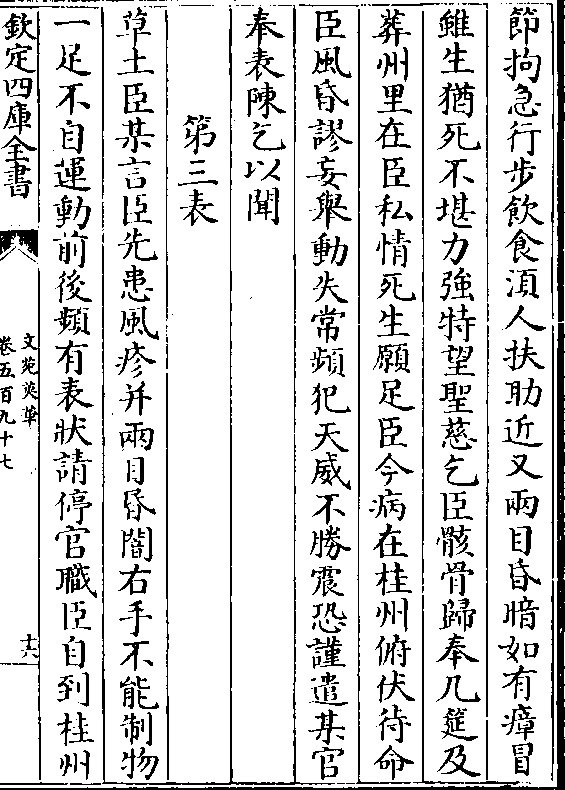 節拘急行步飲食湏人扶助近又兩目昏暗如有瘴冒
雖生猶死不堪力強特望聖慈乞臣骸骨歸奉几筵及
葬州里在臣私情死生願足臣今病在桂州俯伏待命
臣風昏謬妄舉動失常頻犯天威不勝震恐謹遣某官
奉表陳乞以聞
第三表
草土臣某言臣先患風疹并兩目昏闇右手不能制物
一足不自運動前後頻有表狀請停官職臣自到桂州
欽定四庫全書
文苑英華
卷五百九十七
十六